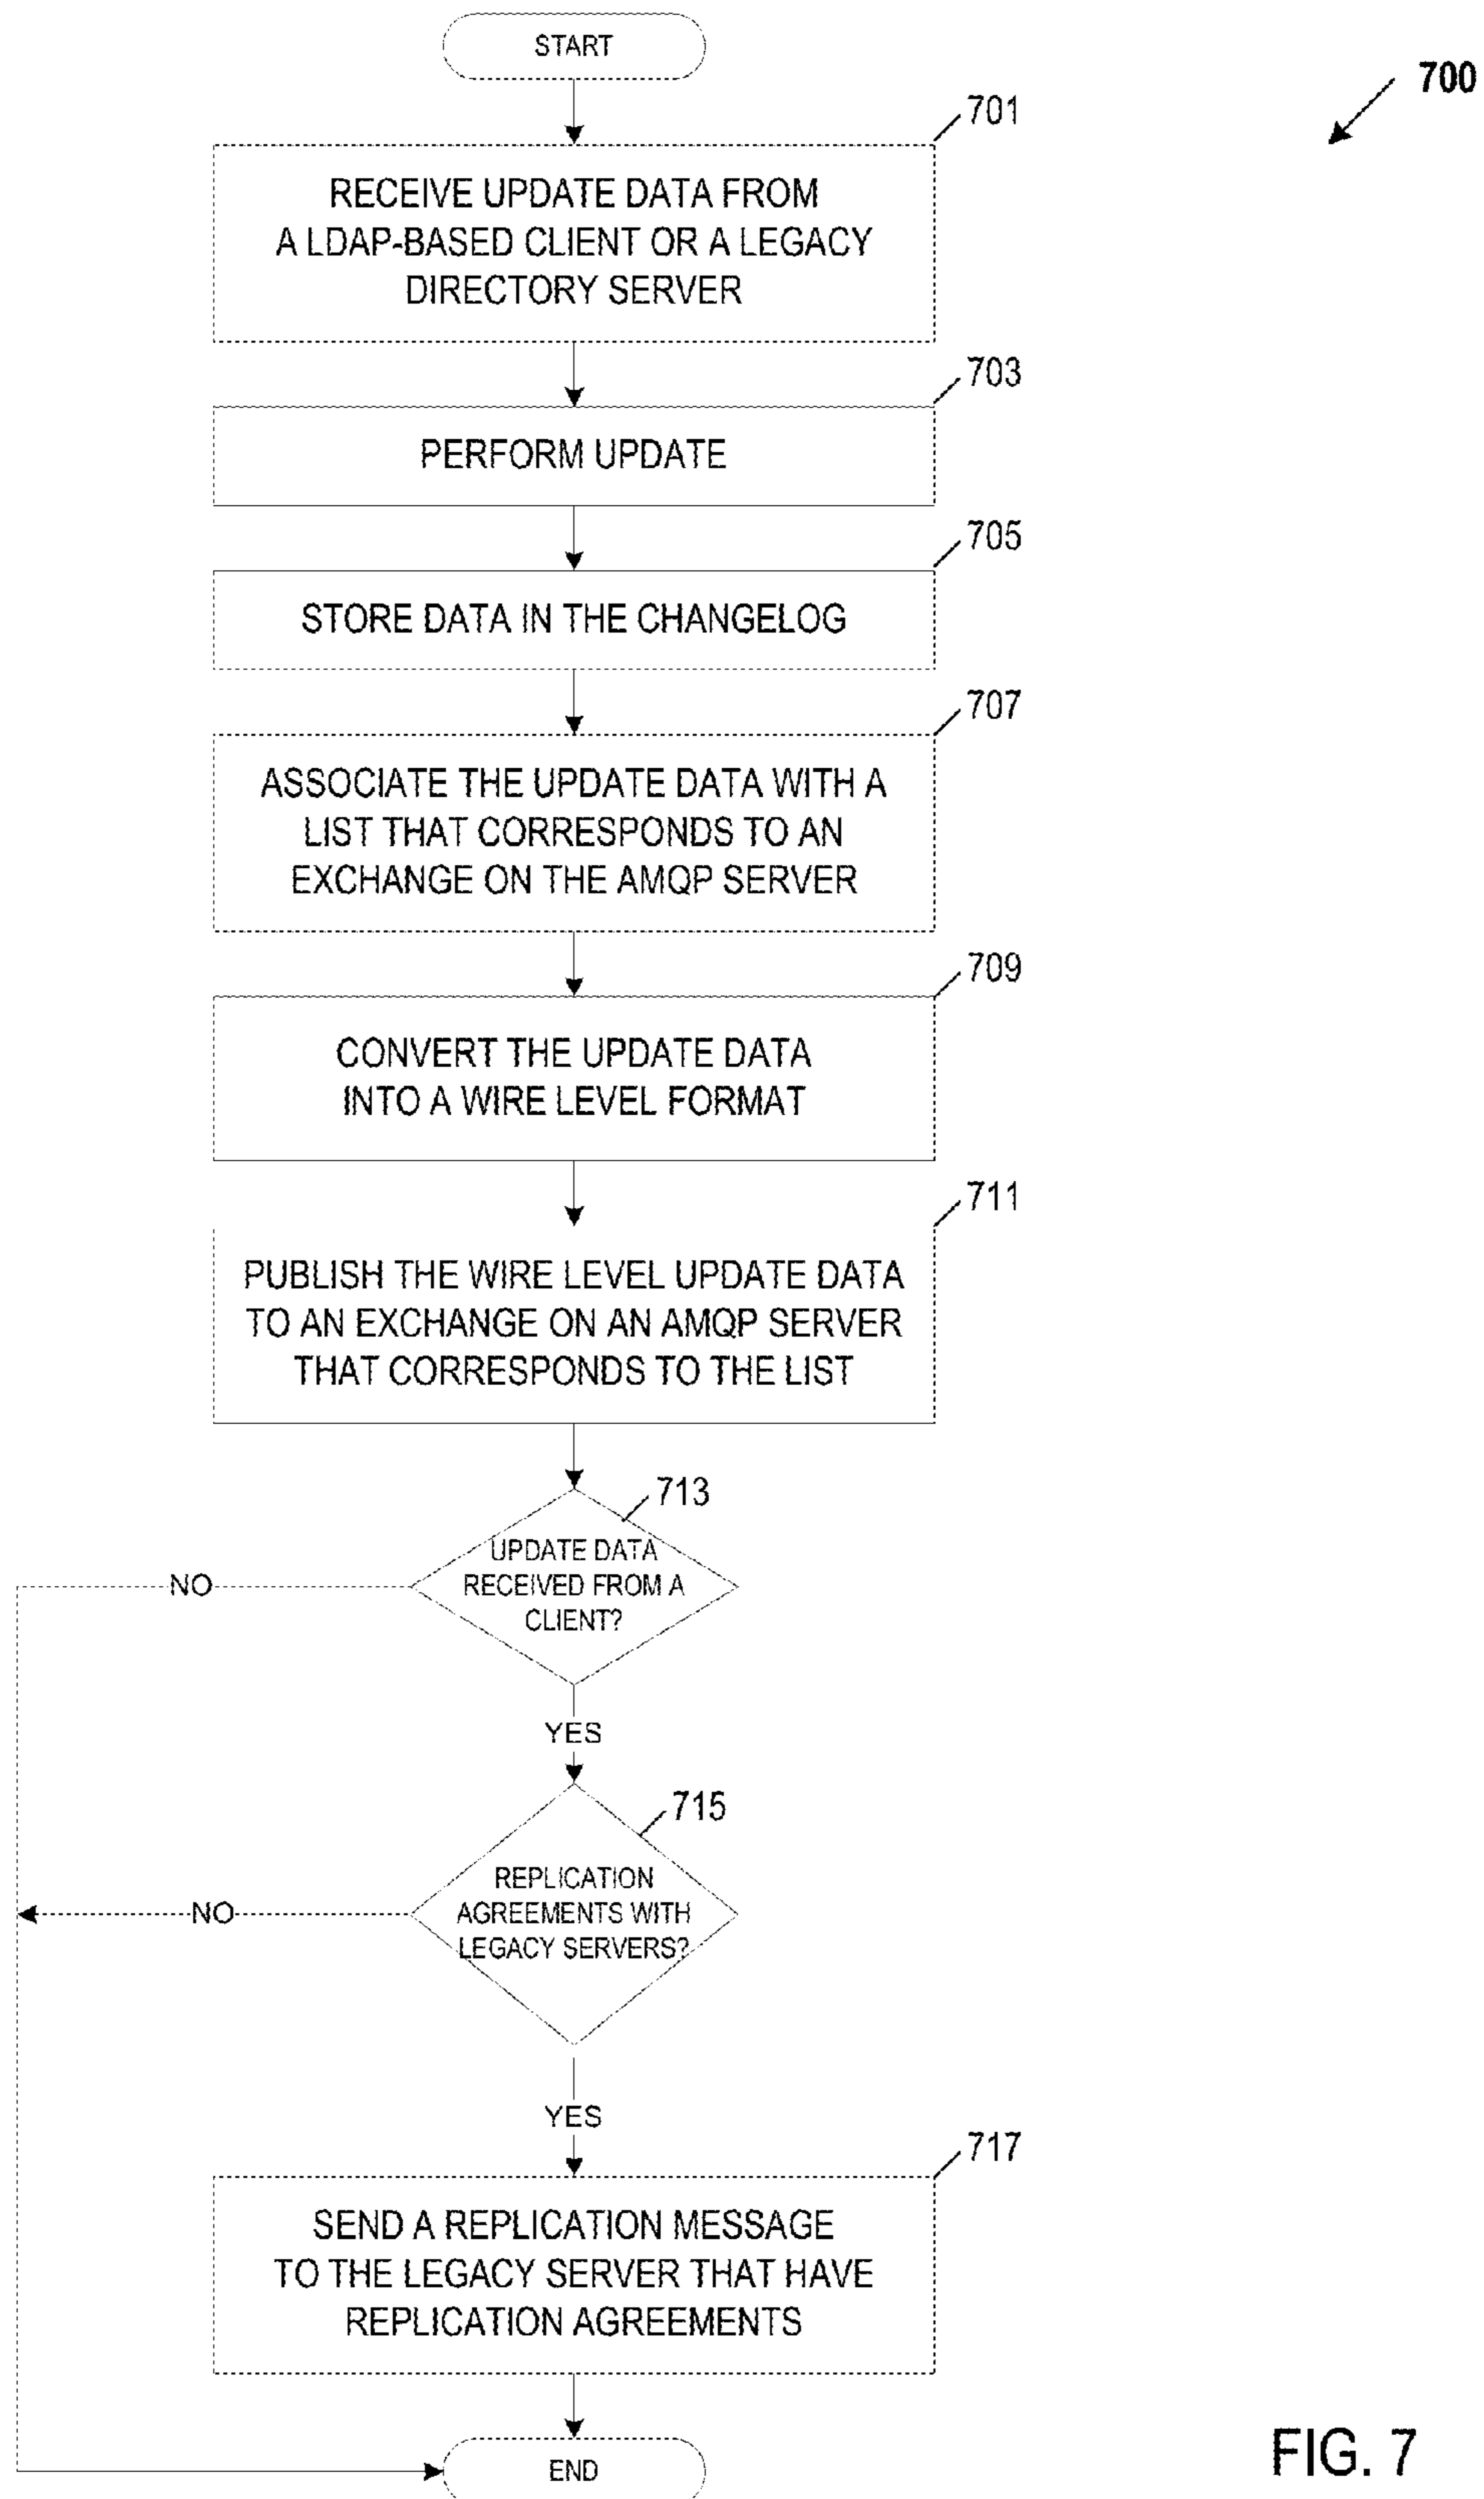 START
700
701
RECEIVE UPDATE DATA FROM
A LDAP-BASED CLIENT OR A LEGACY
DIRECTORY SERVER
703
PERFORM UPDATE
705
STORE DATA IN THE CHANGELOG
707
ASSOCIATE THE UPDATE DATA WITH A
LIST THAT CORRESPONDS TO AN
EXCHANGE ON THE AMQP SERVER
709
CONVERT THE UPDATE DATA
INTO A WIRE LEVEL FORMAT
711
PUBLISH THE WIRE LEVEL UPDATE DATA
TO AN EXCHANGE ON AN AMQP SERVER
THAT CORRESPONDS TO THE LIST
713
UPDATE DATA
RECEIVED FROM A
CLIENT?
NO
YES
715
REPLICATION
AGREEMENTS WITH
LEGACY SERVERS?
NO
YES
717
SEND A REPLICATION MESSAGE
TO THE LEGACY SERVER THAT HAVE
REPLICATION AGREEMENTS
END
FIG. 7